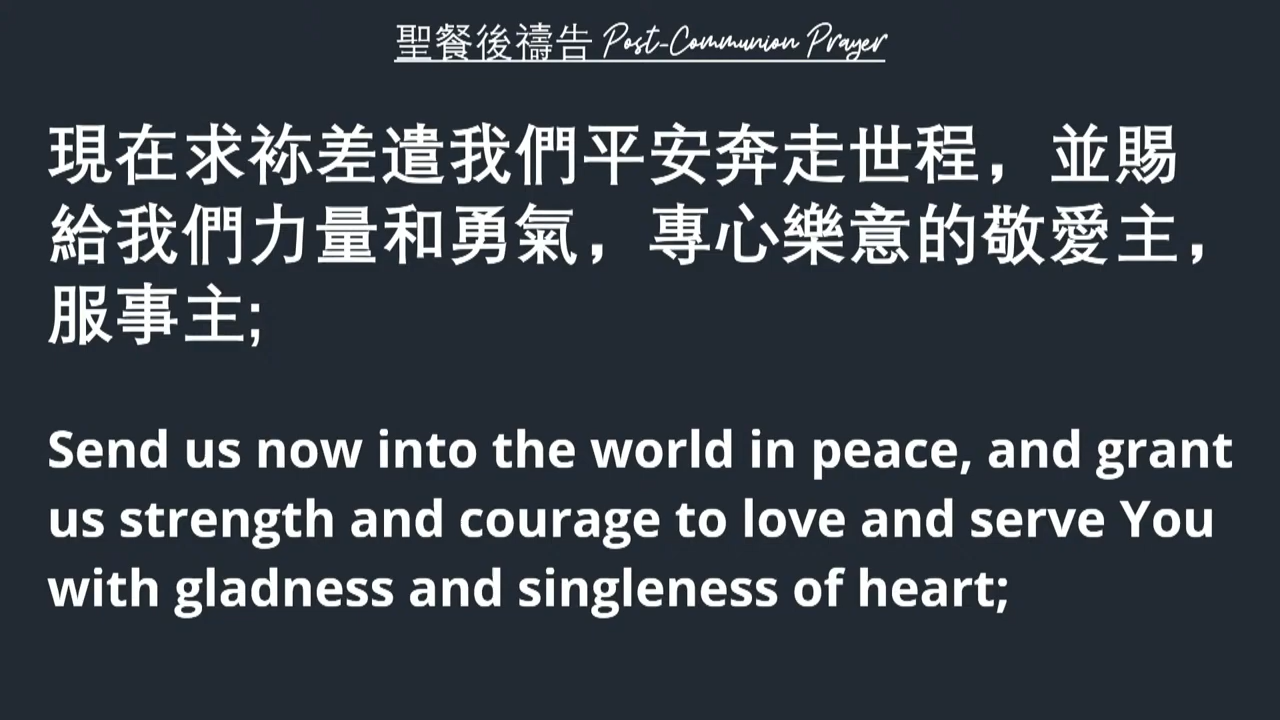 聖餐後禱告 Post-Communion Prayer
現在求祢差遣我們平安奔走世程，並賜
給我們力量和勇氣，專心樂意的敬愛主，
服事主;
Send us now into the world in peace, and grant
us strength and courage to love and serve You
with gladness and singleness of heart;